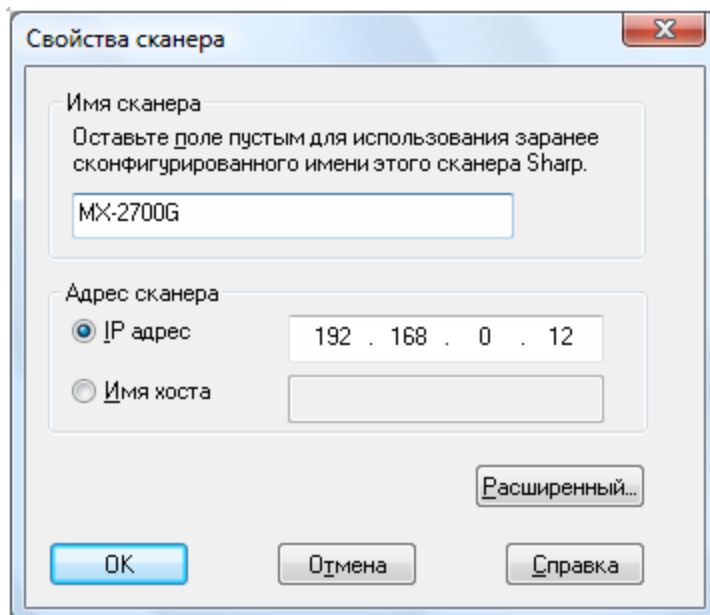 Свойства сканера
Имя сканера
Оставьте поле пустым для использования заранее
сконфигурированного имени этого сканера Sharp.
MX-2700G
Адрес сканера
IP адрес 192 . 168 . 0 . 12
Имя хоста
Расширенный...
OK Отмена Справка